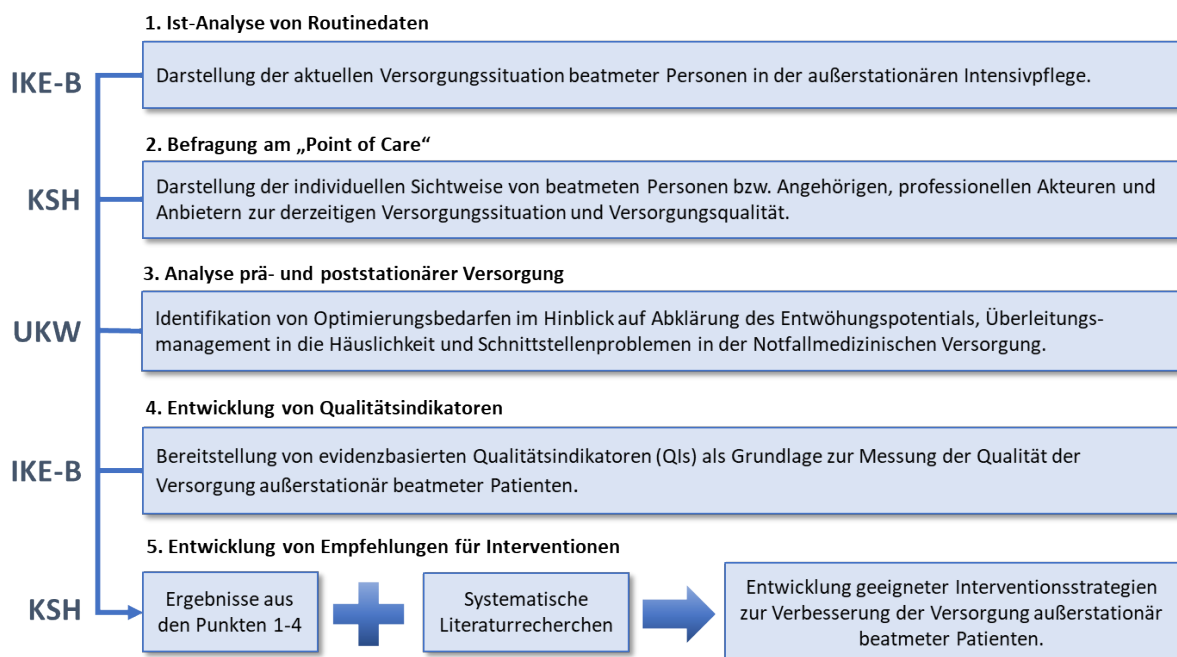 1. Ist-Analyse von Routinedaten
IKE-B
Darstellung der aktuellen Versorgungssituation beatmeter Personen in der außerstationären Intensivpflege.
2. Befragung am „Point of Care“
KSH
Darstellung der individuellen Sichtweise von beatmeten Personen bzw. Angehörigen, professionellen Akteuren und
Anbietern zur derzeitigen Versorgungssituation und Versorgungsqualität.
3. Analyse prä- und poststationärer Versorgung
UKW
Identifikation von Optimierungsbedarfen im Hinblick auf Abklärung des Entwöhungspotentials, Überleitungs-
management in die Häuslichkeit und Schnittstellenproblemen in der Notfallmedizinischen Versorgung.
4. Entwicklung von Qualitätsindikatoren
IKE-B
Bereitstellung von evidenzbasierten Qualitätsindikatoren (QIs) als Grundlage zur Messung der Qualität der
Versorgung außerstationär beatmeter Patienten.
5. Entwicklung von Empfehlungen für Interventionen
KSH
Ergebnisse aus
den Punkten 1-4
Systematische
Literaturrecherchen
Entwicklung geeigneter Interventionsstrategien
zur Verbesserung der Versorgung außerstationär
beatmeter Patienten.